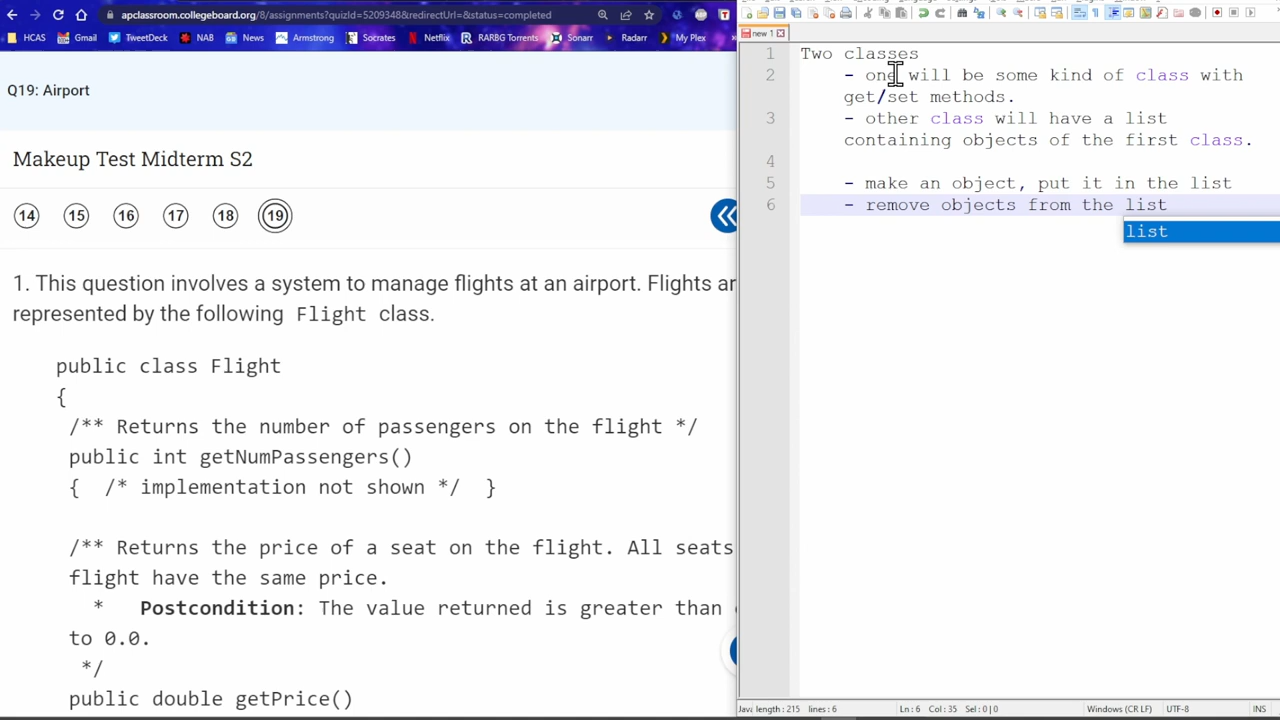 apclassroom.collegeboard.org/8/assignments?quizId=5209348&redirectUrl=&status=completed
HCAS Gmail TweetDeck NAB News Armstrong Socrates Netflix RARBG Torrents Sonarr Radarr My Plex
Q19: Airport
Makeup Test Midterm S2
14 15 16 17 18 19
1. This question involves a system to manage flights at an airport. Flights ar
represented by the following Flight class.
public class Flight
{
/** Returns the number of passengers on the flight */
public int getNumPassengers()
{ /* implementation not shown */ }
/** Returns the price of a seat on the flight. All seats
flight have the same price.
* Postcondition: The value returned is greater than
to 0.0.
*/
public double getPrice()
new 1
1 Two classes
2 - one will be some kind of class with
get/set methods.
3 - other class will have a list
containing objects of the first class.
4
5 - make an object, put it in the list
6 - remove objects from the list
list
Java length : 215 lines : 6 Ln : 6 Col : 35 Sel : 0 | 0 Windows (CR LF) UTF-8 INS